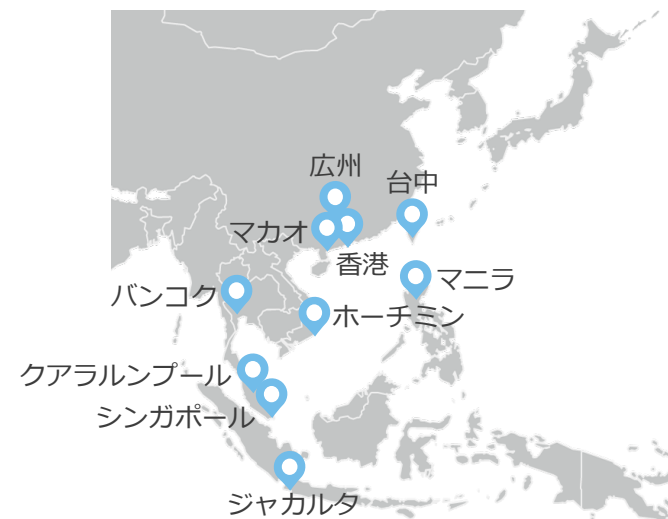 広州
台中
マカオ
香港
マニラ
バンコク
ホーチミン
クアラルンプール
シンガポール
ジャカルタ